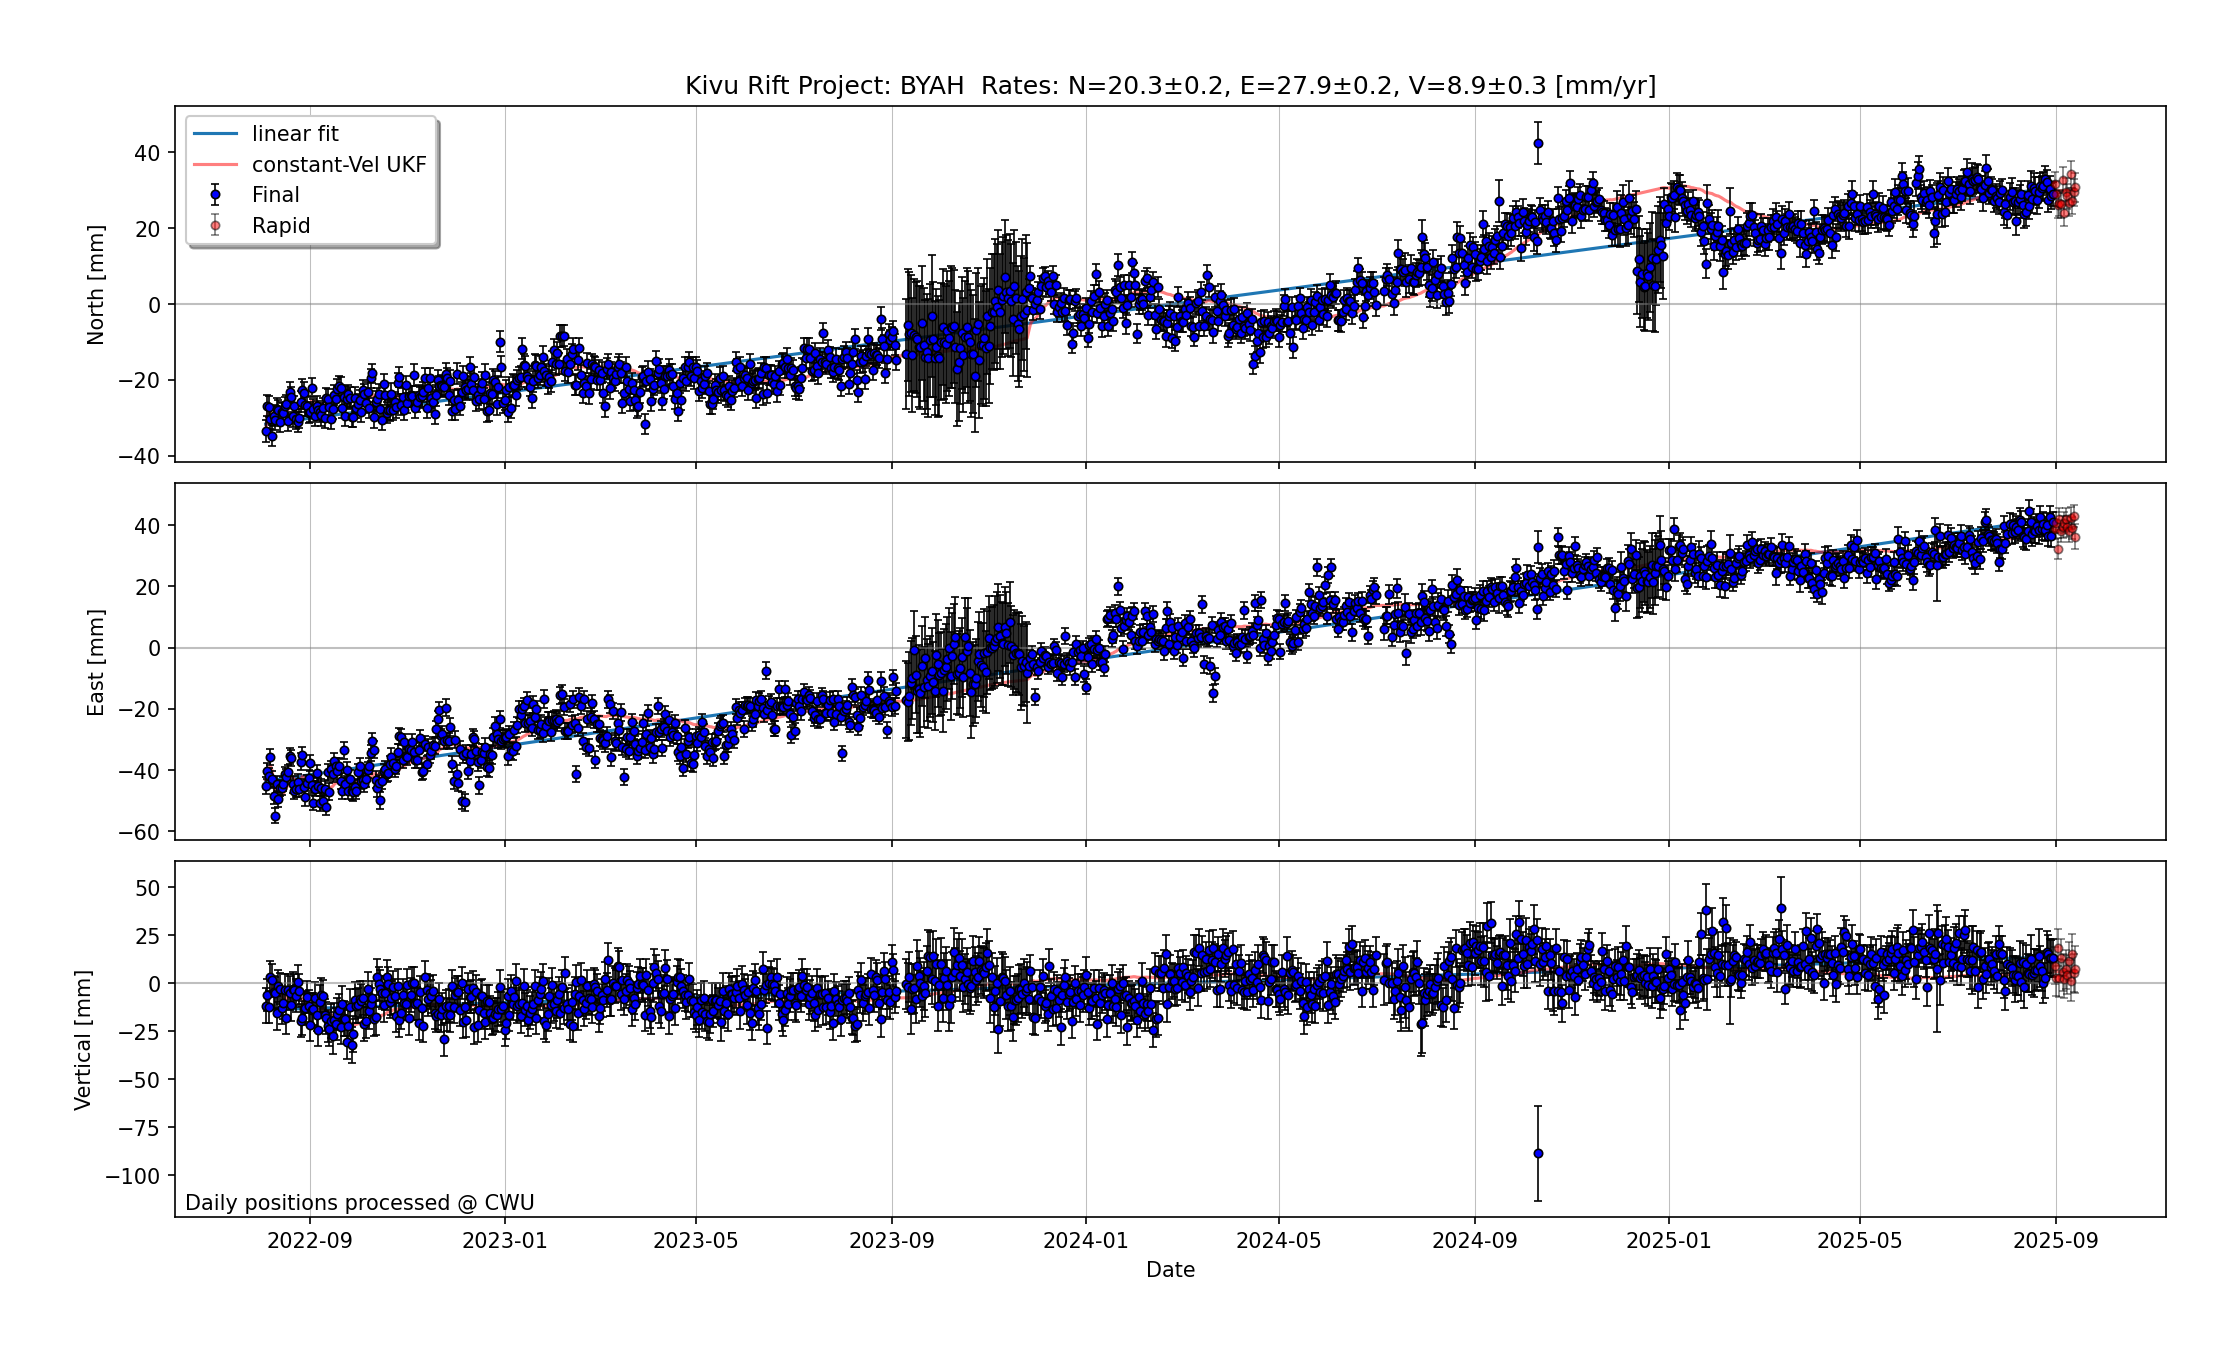 Kivu Rift Project: BYAH  Rates: N=20.3±0.2, E=27.9±0.2, V=8.9±0.3 [mm/yr]
linear fit
constant-Vel UKF
Final
Rapid
North [mm]
40
20
0
−20
−40
East [mm]
40
20
0
−20
−40
−60
Vertical [mm]
50
25
0
−25
−50
−75
−100
Daily positions processed @ CWU
2022-09 2023-01 2023-05 2023-09 2024-01 2024-05 2024-09 2025-01 2025-05 2025-09
Date